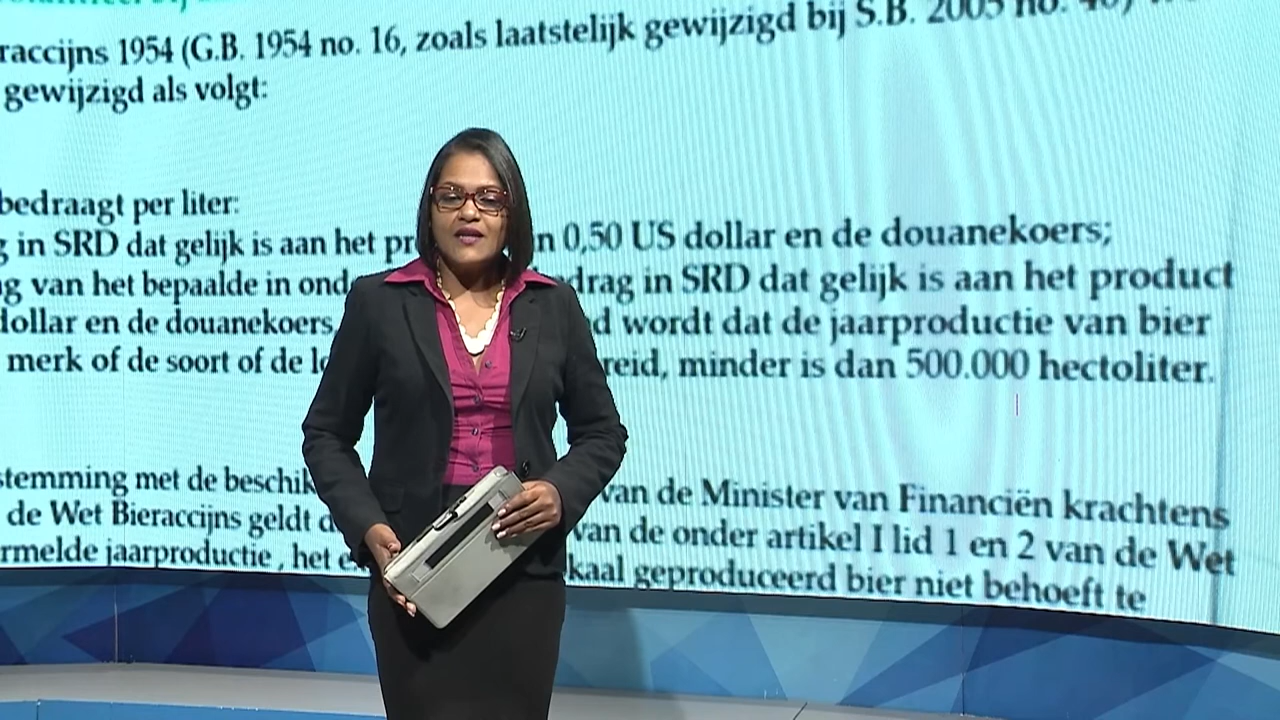 raccijns 1954 (G.B. 1954 no. 16, zoals laatstelijk gewijzigd bij S.B. 2005 no.
gewijzigd als volgt:
bedraagt per liter:
in SRD dat gelijk is aan het 0,50 US dollar en de douanekoers;
van het bepaalde in in SRD dat gelijk is aan het product
dollar en de douanekoers wordt dat de jaarproductie van bier
merk of de soort of de reid, minder is dan 500.000 hectoliter.
stemming met de beschik van de Minister van Financiën krachtens
de Wet Bieraccijns geldt van de onder artikel I lid 1 en 2 van de Wet
rmelde jaarproductie, het kaal geproduceerd bier niet behoeft te